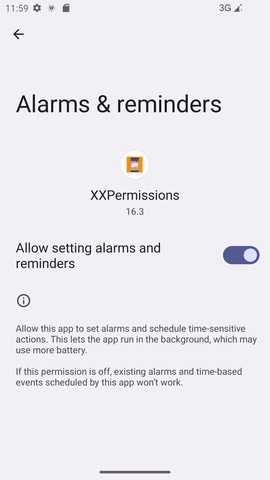 11:59
3G
Alarms & reminders
XXPermissions
16.3
Allow setting alarms and
reminders
Allow this app to set alarms and schedule time-sensitive
actions. This lets the app run in the background, which may
use more battery.
If this permission is off, existing alarms and time-based
events scheduled by this app won't work.